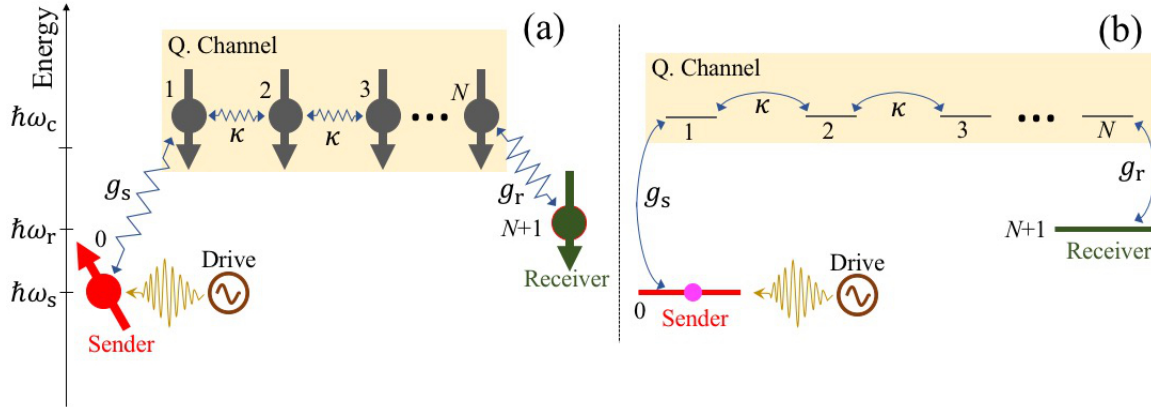 Energy
ħω_c
ħω_r
ħω_s
(a)
Q. Channel
1 2 3 ••• N
κ κ
g_s
g_r
0
N+1
Drive
Sender
Receiver
(b)
Q. Channel
κ κ
1 2 3 ••• N
g_s
g_r
N+1
Receiver
Drive
0
Sender